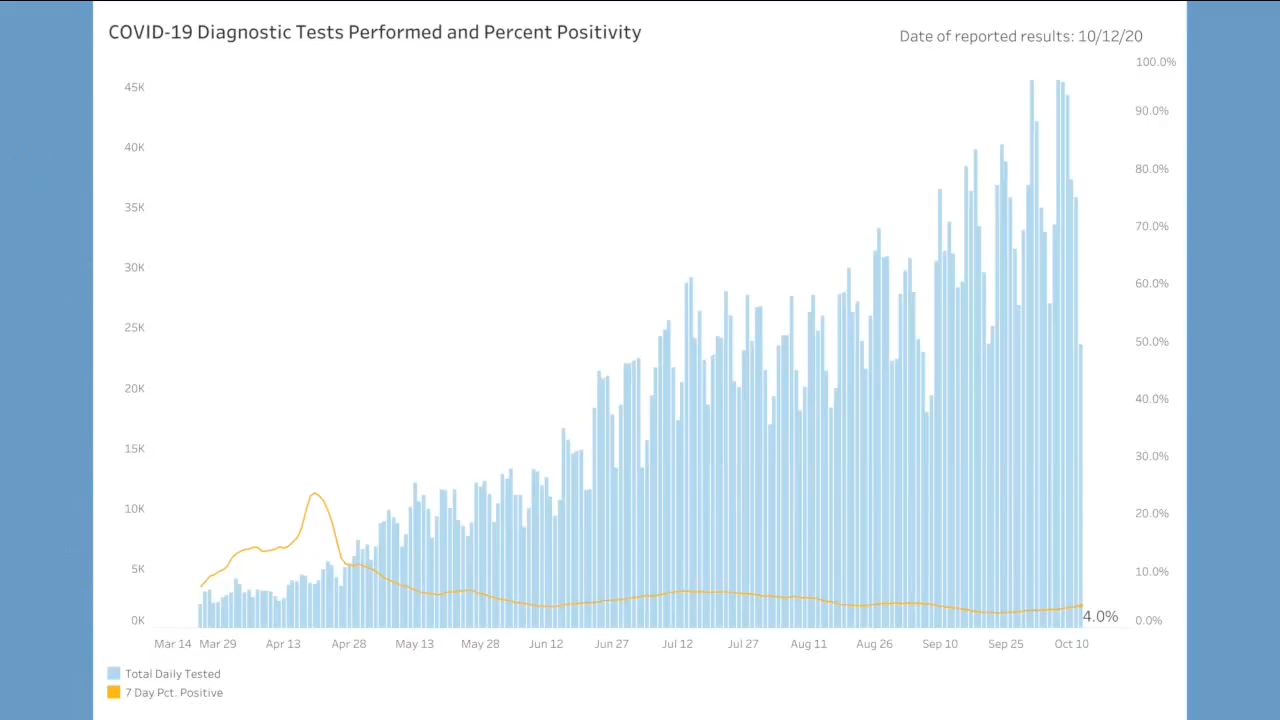 COVID-19 Diagnostic Tests Performed and Percent Positivity
Date of reported results: 10/12/20
100.0%
45K
90.0%
40K
80.0%
35K
70.0%
30K
60.0%
25K
50.0%
20K
40.0%
15K
30.0%
10K
20.0%
5K
10.0%
4.0%
0K
0.0%
Mar 14 Mar 29 Apr 13 Apr 28 May 13 May 28 Jun 12 Jun 27 Jul 12 Jul 27 Aug 11 Aug 26 Sep 10 Sep 25 Oct 10
Total Daily Tested
7 Day Pct. Positive